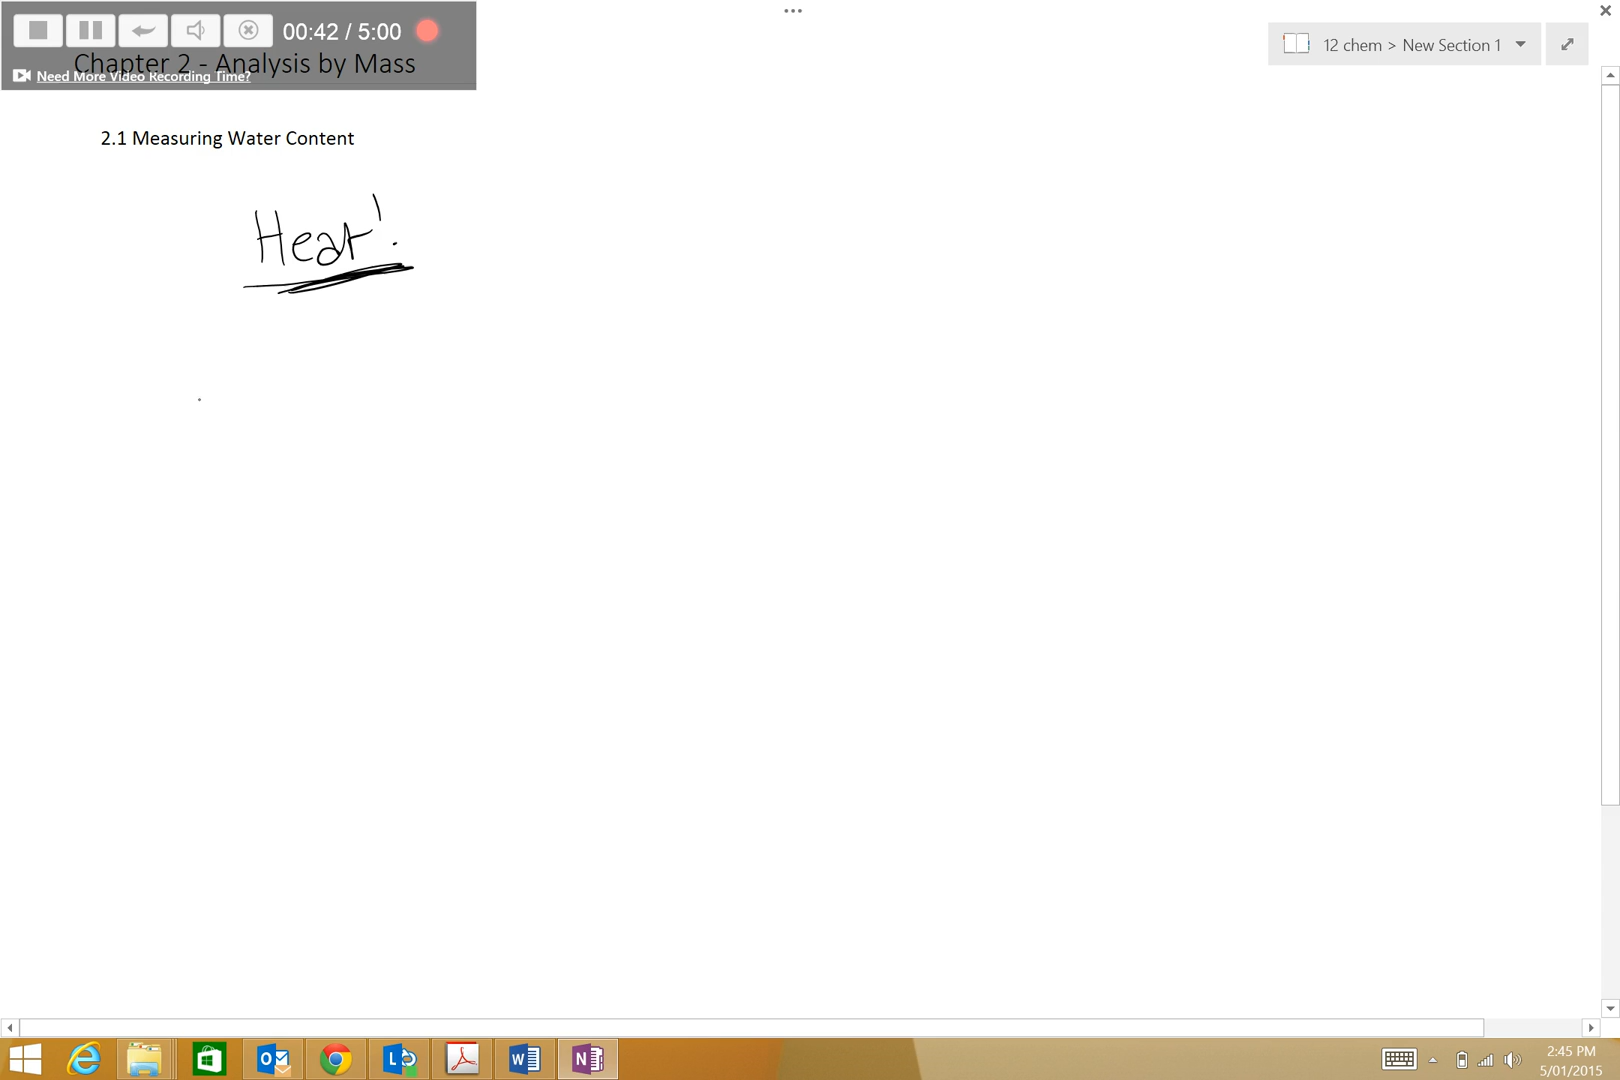 00:42 / 5:00
Chapter 2 - Analysis by Mass
Need More Video Recording Time?
12 chem > New Section 1
2.1 Measuring Water Content
Heat!
2:45 PM
5/01/2015